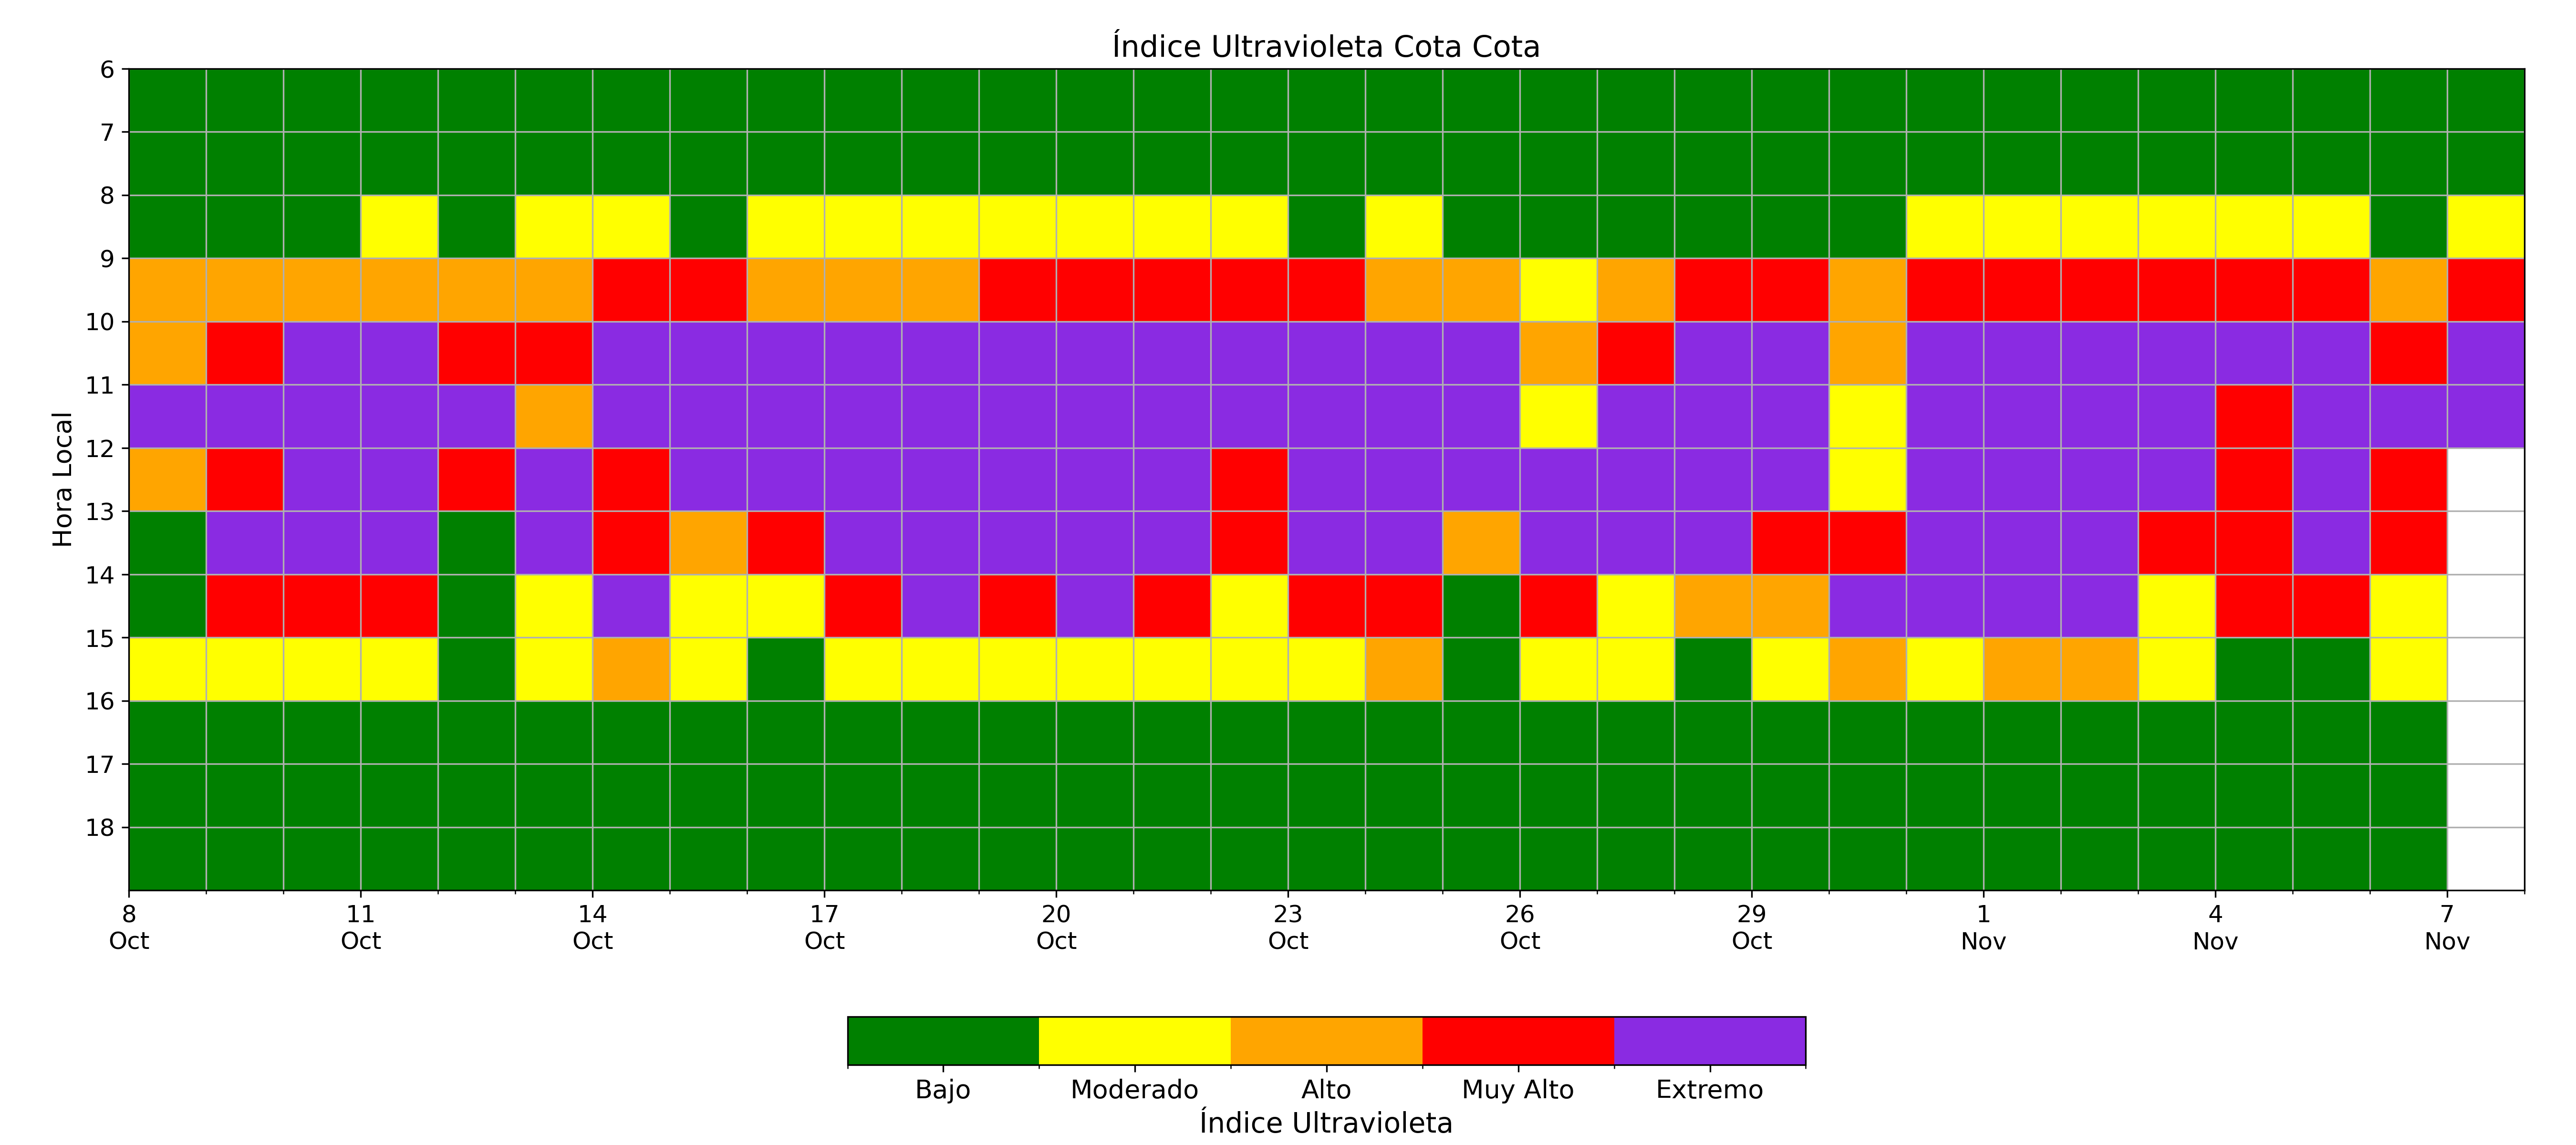 Índice Ultravioleta Cota Cota
Hora Local
6
7
8
9
10
11
12
13
14
15
16
17
18
8 11 14 17 20 23 26 29 1 4 7
Oct Oct Oct Oct Oct Oct Oct Oct Nov Nov Nov
Bajo Moderado Alto Muy Alto Extremo
Índice Ultravioleta